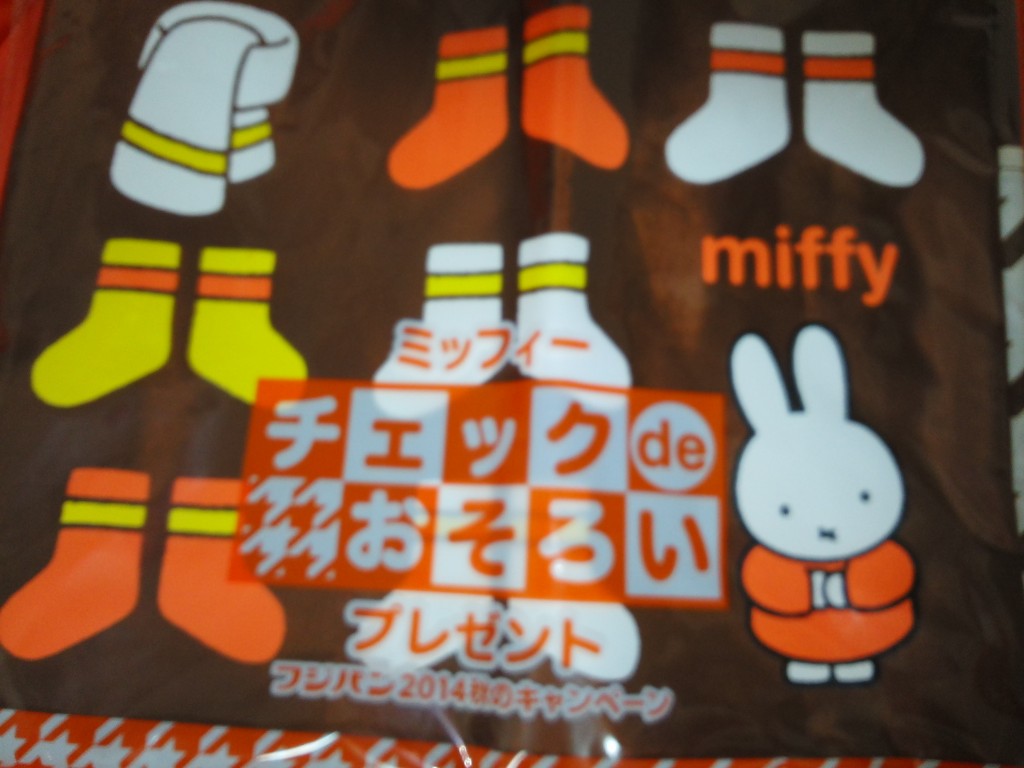 miffy
ミッフィー
チェックde
おそろい
プレゼント
フジパン2014秋のキャンペーン